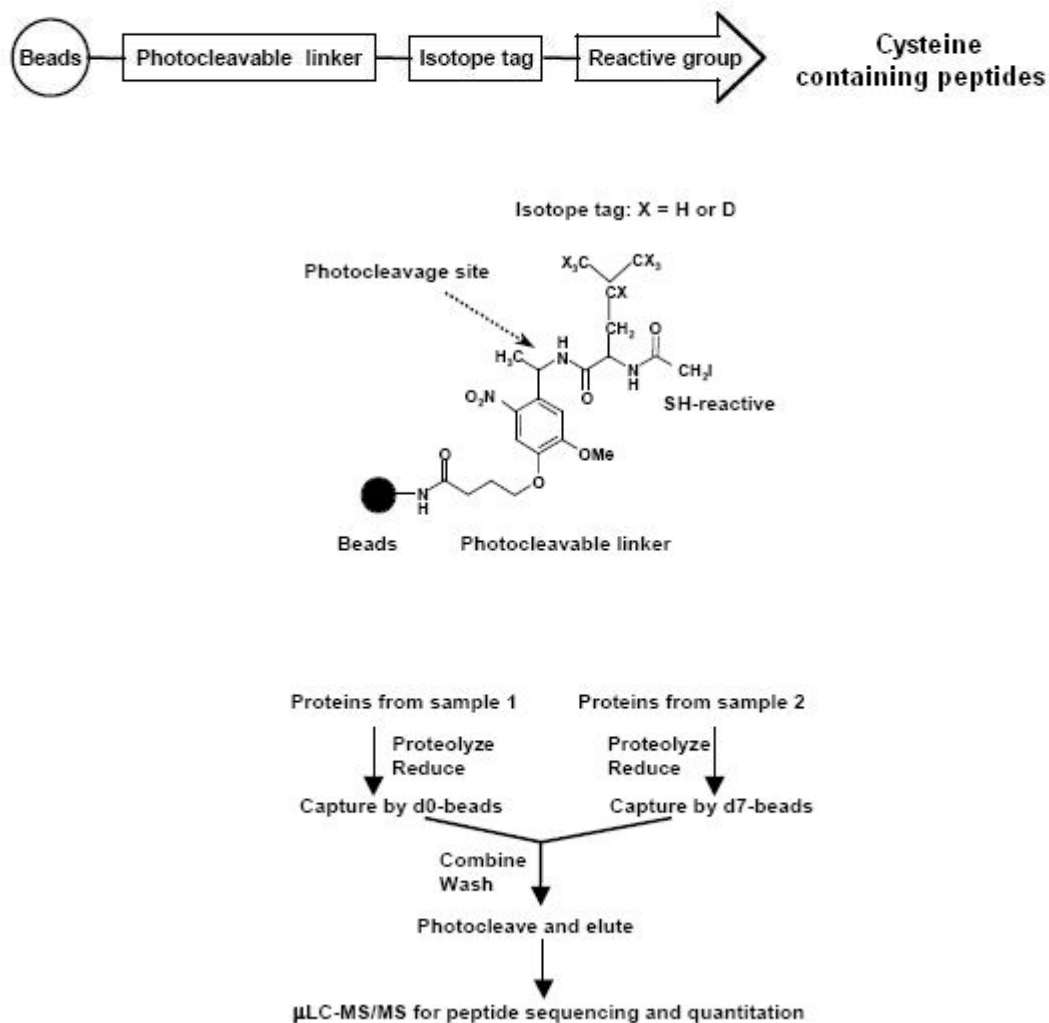 Beads
Photocleavable linker
Isotope tag
Reactive group
Cysteine
containing peptides
Isotope tag: X = H or D
Photocleavage site
X₃C
CX₃
CX
CH₂
O
H
N
H₃C
O
N
H
CH₂I
SH-reactive
O₂N
OMe
O
O
N
H
Beads
Photocleavable linker
Proteins from sample 1
Proteins from sample 2
Proteolyze
Reduce
Proteolyze
Reduce
Capture by d0-beads
Capture by d7-beads
Combine
Wash
Photocleave and elute
µLC-MS/MS for peptide sequencing and quantitation